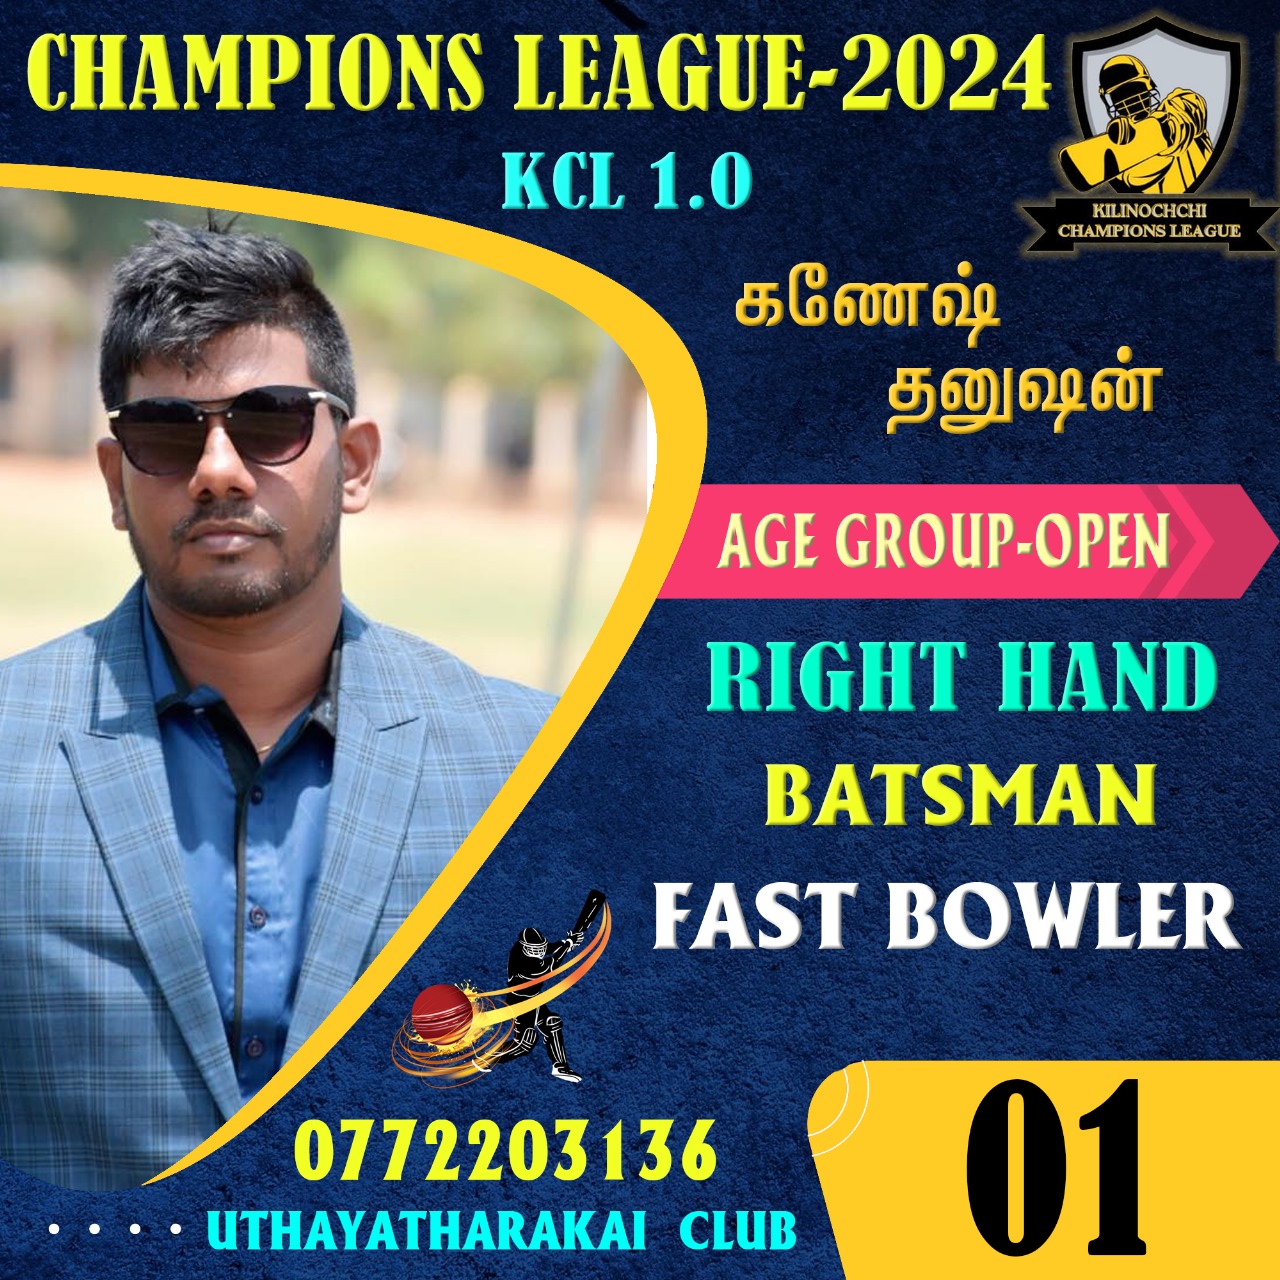 CHAMPIONS LEAGUE-2024
KCL 1.0
KILINOCHCHI
CHAMPIONS LEAGUE
கணேஷ்
தனுஷன்
AGE GROUP-OPEN
RIGHT HAND
BATSMAN
FAST BOWLER
0772203136
UTHAYATHARAKAI CLUB
01